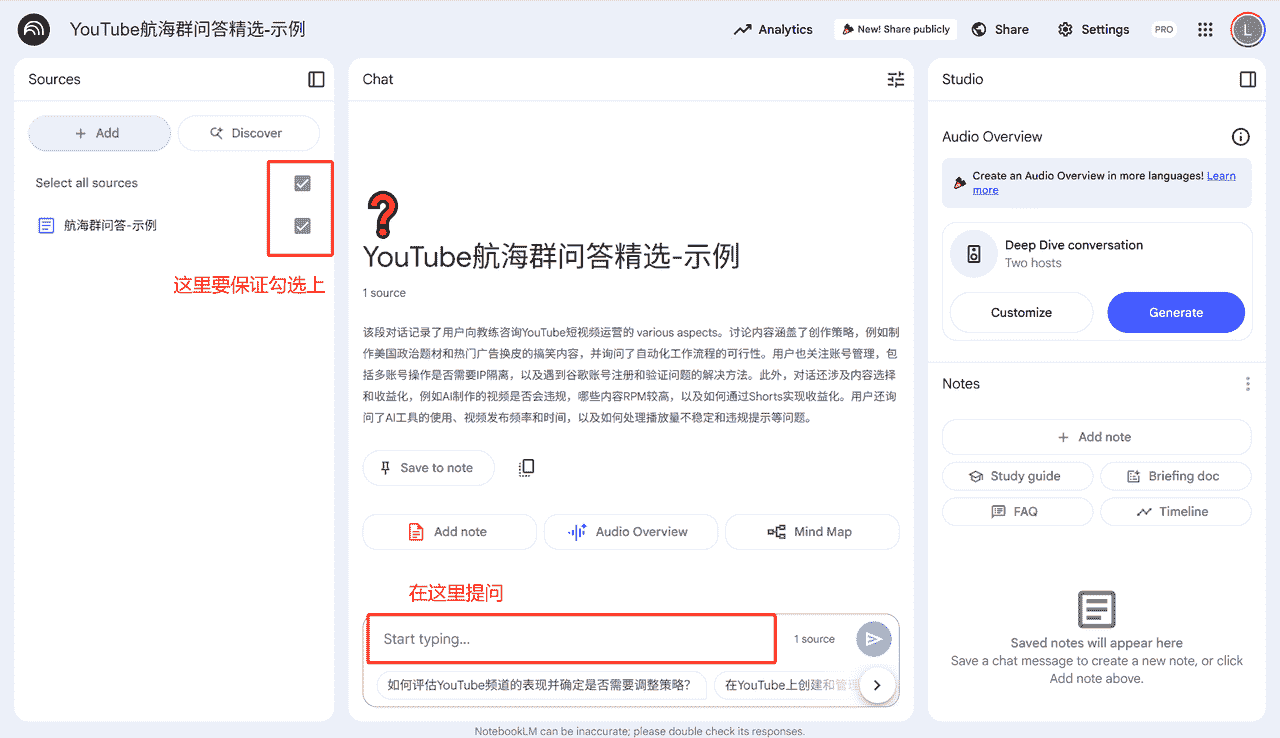 YouTube航海群问答精选-示例
Analytics
New! Share publicly
Share
Settings
PRO
L
Sources
Add
Discover
Select all sources
航海群问答-示例
这里要保证勾选上
Chat
YouTube航海群问答精选-示例
1 source
该段对话记录了用户向教练咨询YouTube短视频运营的 various aspects。讨论内容涵盖了创作策略，例如制
作美国政治题材和热门广告换皮的搞笑内容，并询问了自动化工作流程的可行性。用户也关注账号管理，包
括多账号操作是否需要IP隔离，以及遇到谷歌账号注册和验证问题的解决方法。此外，对话还涉及内容选择
和收益化，例如AI制作的视频是否会违规，哪些内容RPM较高，以及如何通过Shorts实现收益化。用户还询
问了AI工具的使用、视频发布频率和时间，以及如何处理播放量不稳定和违规提示等问题。
Save to note
Add note
Audio Overview
Mind Map
在这里提问
Start typing...
1 source
如何评估YouTube频道的表现并确定是否需要调整策略?
在YouTube上创建和管理
Studio
Audio Overview
Create an Audio Overview in more languages! Learn
more
Deep Dive conversation
Two hosts
Customize
Generate
Notes
Add note
Study guide
Briefing doc
FAQ
Timeline
Saved notes will appear here
Save a chat message to create a new note, or click
Add note above.
NotebookLM can be inaccurate; please double check its responses.